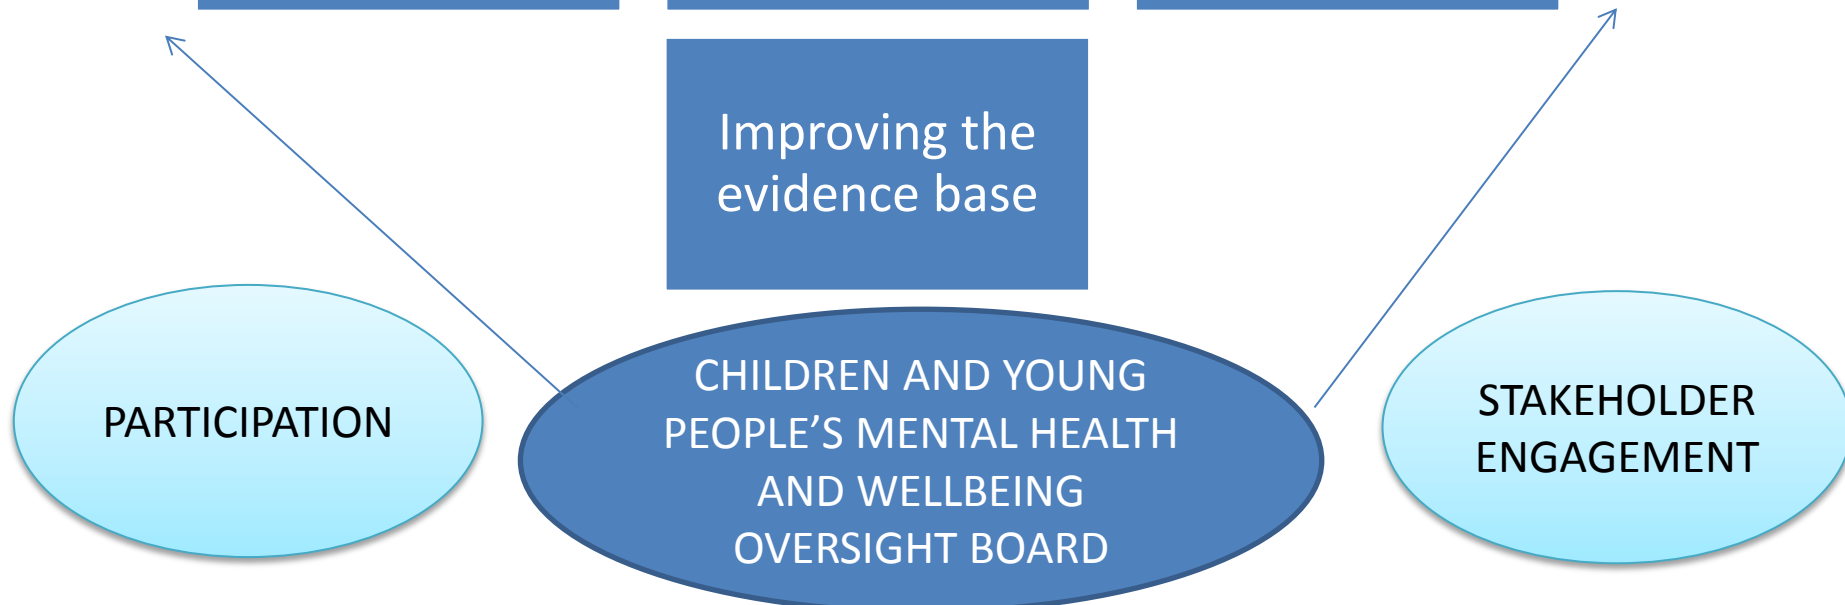 Improving the
evidence base
PARTICIPATION
CHILDREN AND YOUNG
PEOPLE’S MENTAL HEALTH
AND WELLBEING
OVERSIGHT BOARD
STAKEHOLDER
ENGAGEMENT